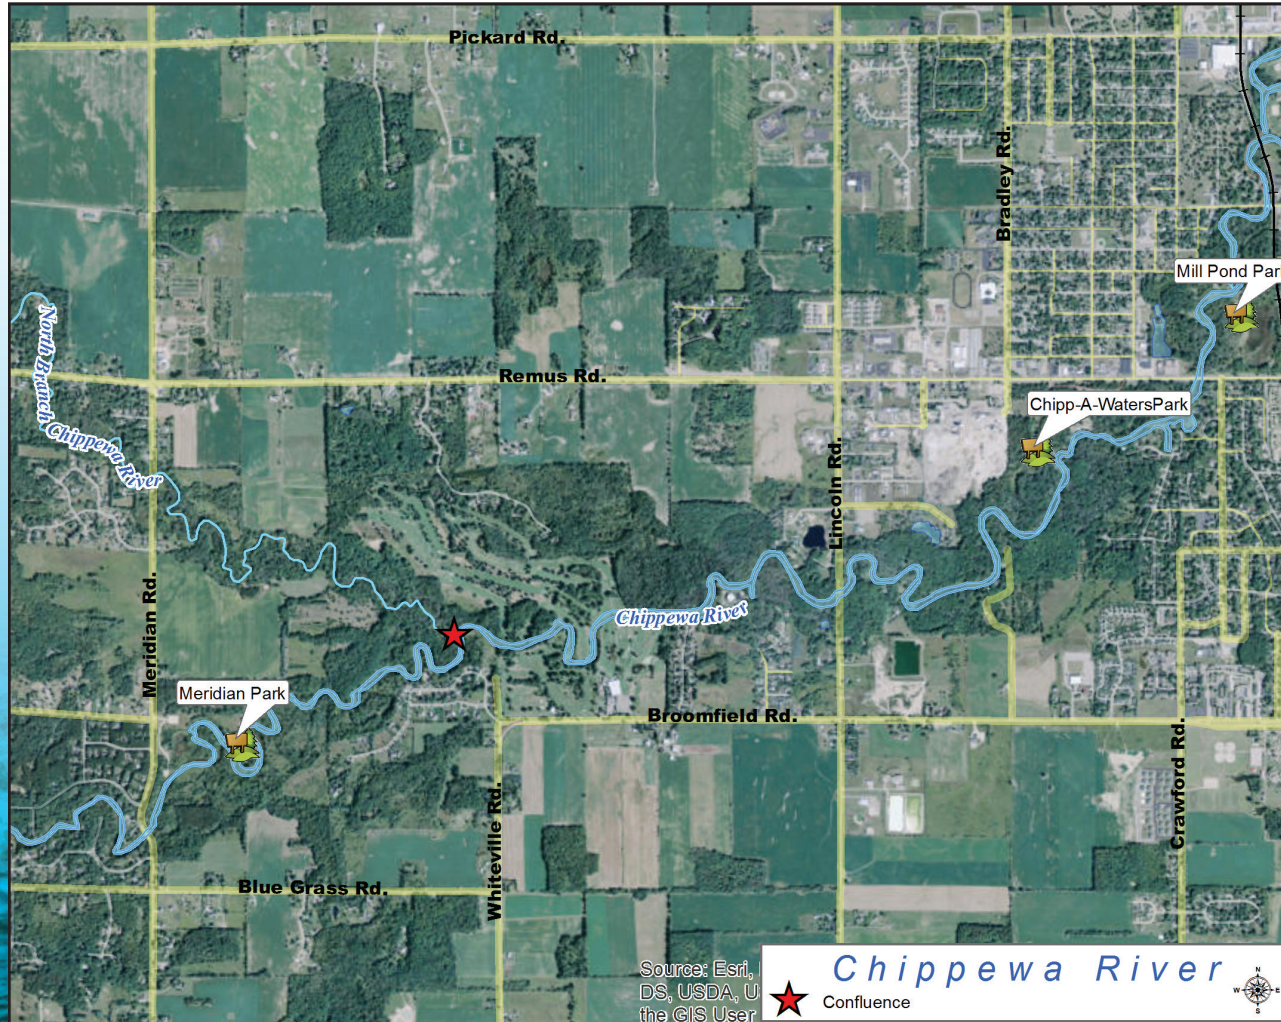 Pickard Rd.
Bradley Rd.
Mill Pond Par
North Branch Chippewa River
Remus Rd.
Chipp-A-WatersPark
Lincoln Rd.
Meridian Rd.
Chippewa River
Meridian Park
Broomfield Rd.
Crawford Rd.
Whiteville Rd.
Blue Grass Rd.
Source: Esri,
DS, USDA, U
the GIS User
Chippewa River
Confluence
N
W E
S